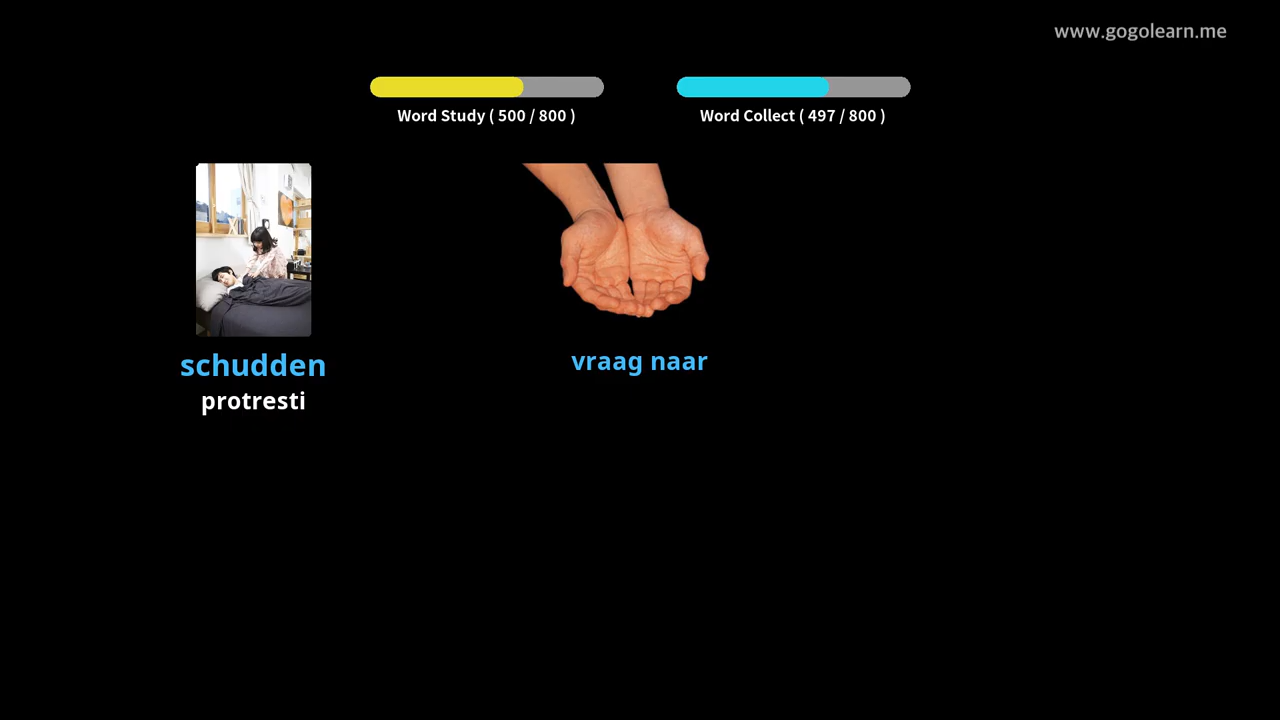 www.gogolearn.me
Word Study ( 500 / 800 )
Word Collect ( 497 / 800 )
schudden
protresti
vraag naar